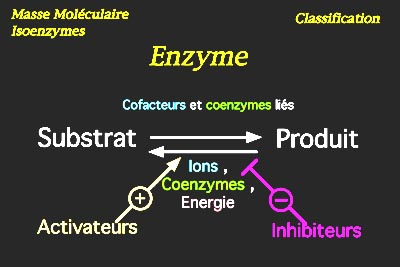 Masse Moléculaire
Isoenzymes
Classification
Enzyme
Cofacteurs et coenzymes liés
Substrat
Produit
Ions ,
Coenzymes ,
Energie
+
−
Activateurs
Inhibiteurs